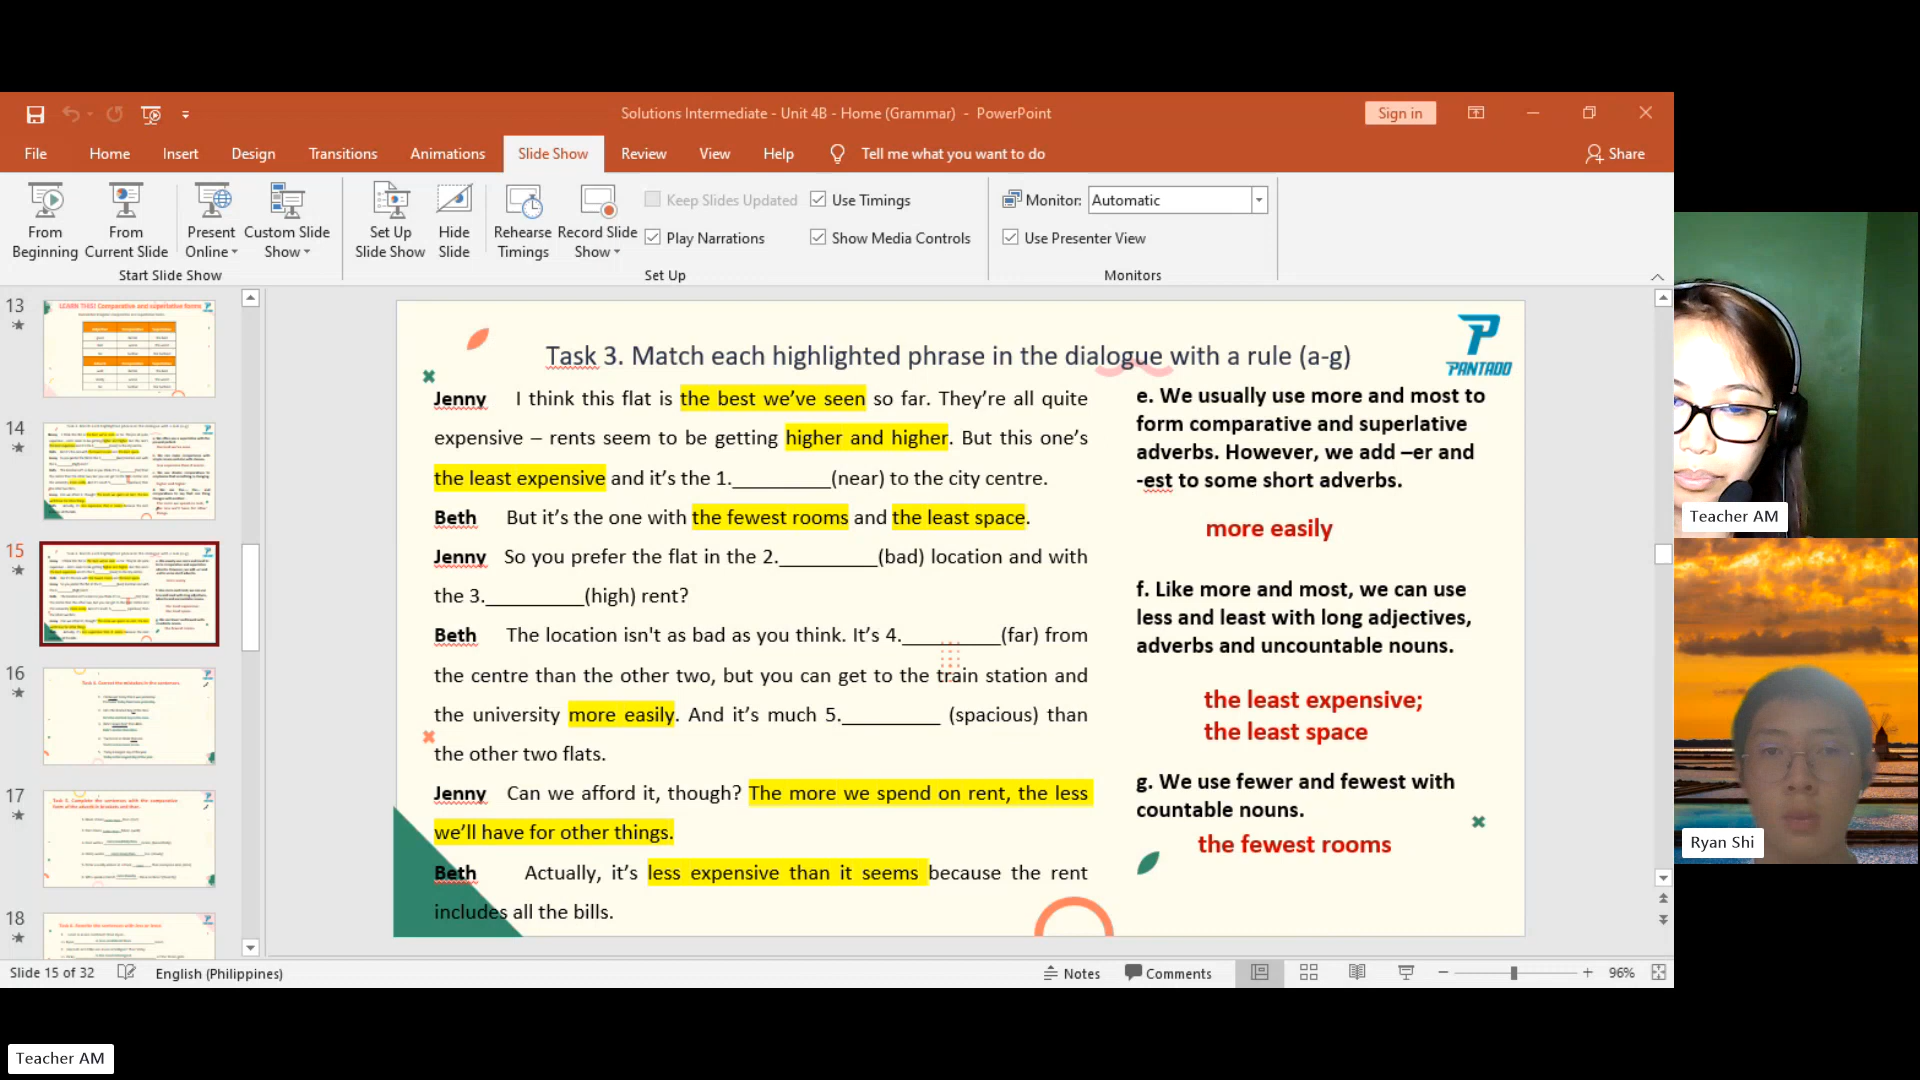 Solutions Intermediate - Unit 4B - Home (Grammar) - PowerPoint
Sign in
File Home Insert Design Transitions Animations Slide Show Review View Help Tell me what you want to do Share
From Beginning
From Current Slide
Present Online
Custom Slide Show
Start Slide Show
Set Up Slide Show
Hide Slide
Rehearse Timings
Record Slide Show
Keep Slides Updated
Play Narrations
Use Timings
Show Media Controls
Set Up
Monitor: Automatic
Use Presenter View
Monitors
13
14
15
16
17
18
Task 3. Match each highlighted phrase in the dialogue with a rule (a-g)
PANTADO
Jenny I think this flat is the best we've seen so far. They're all quite
expensive – rents seem to be getting higher and higher. But this one's
the least expensive and it's the 1._________(near) to the city centre.
Beth But it's the one with the fewest rooms and the least space.
Jenny So you prefer the flat in the 2._________(bad) location and with
the 3._________(high) rent?
Beth The location isn't as bad as you think. It's 4._________(far) from
the centre than the other two, but you can get to the train station and
the university more easily. And it's much 5._________ (spacious) than
the other two flats.
Jenny Can we afford it, though? The more we spend on rent, the less
we'll have for other things.
Beth Actually, it's less expensive than it seems because the rent
includes all the bills.
e. We usually use more and most to
form comparative and superlative
adverbs. However, we add –er and
-est to some short adverbs.
more easily
f. Like more and most, we can use
less and least with long adjectives,
adverbs and uncountable nouns.
the least expensive;
the least space
g. We use fewer and fewest with
countable nouns.
the fewest rooms
Slide 15 of 32
English (Philippines)
Notes
Comments
96%
Teacher AM
Ryan Shi
Teacher AM